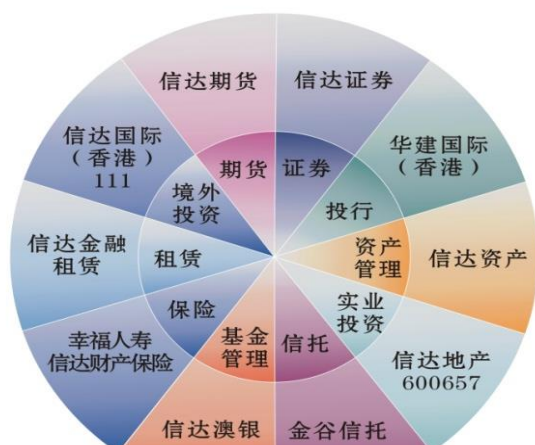 信达期货
信达证券
信达国际
（香港）
111
华建国际
（香港）
期货
证券
境外
投资
投行
信达金融
租赁
租赁
资产
管理
信达资产
保险
实业
投资
幸福人寿
信达财产保险
基金
管理
信托
信达地产
600657
信达澳银
金谷信托